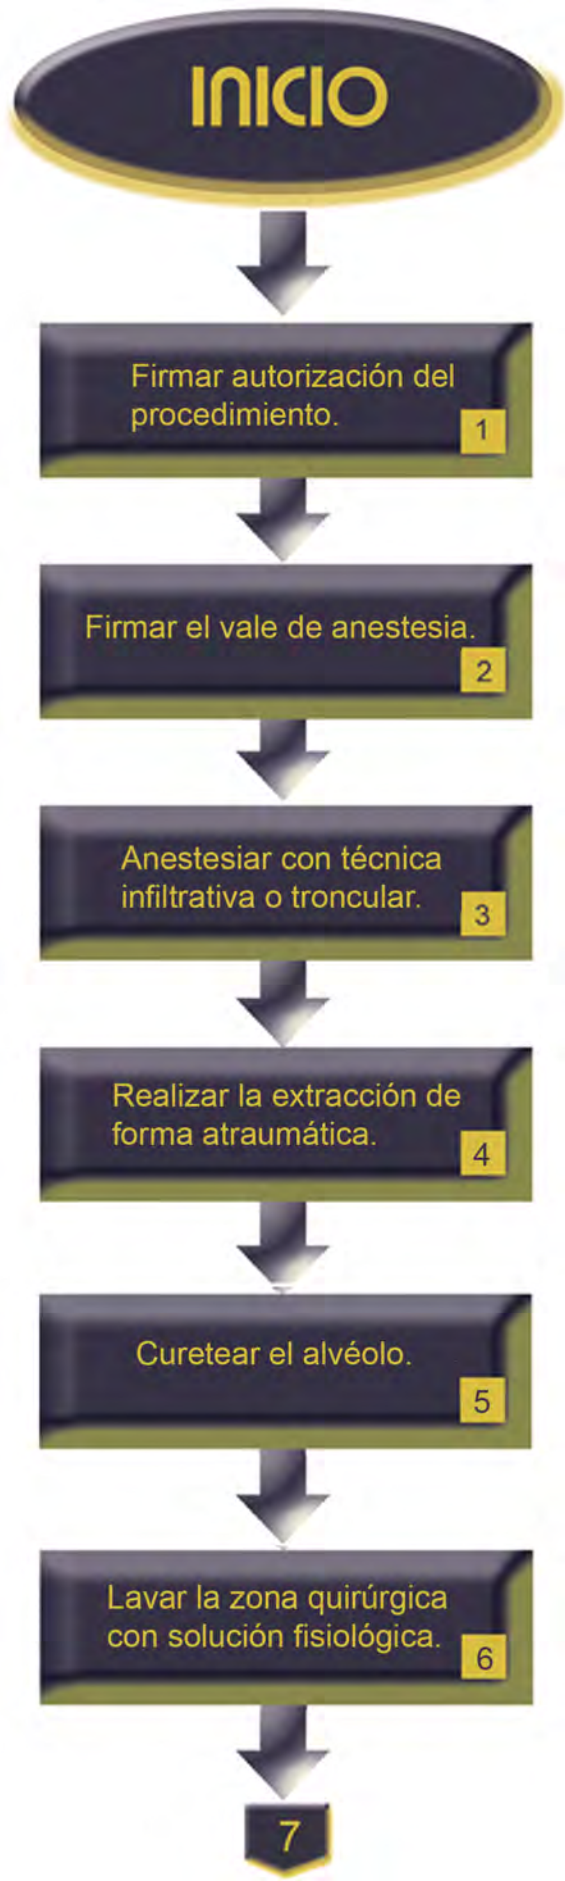 INICIO
Firmar autorización del
procedimiento.
1
Firmar el vale de anestesia.
2
Anestesiar con técnica
infiltrativa o troncular.
3
Realizar la extracción de
forma atraumática.
4
Curetear el alvéolo.
5
Lavar la zona quirúrgica
con solución fisiológica.
6
7